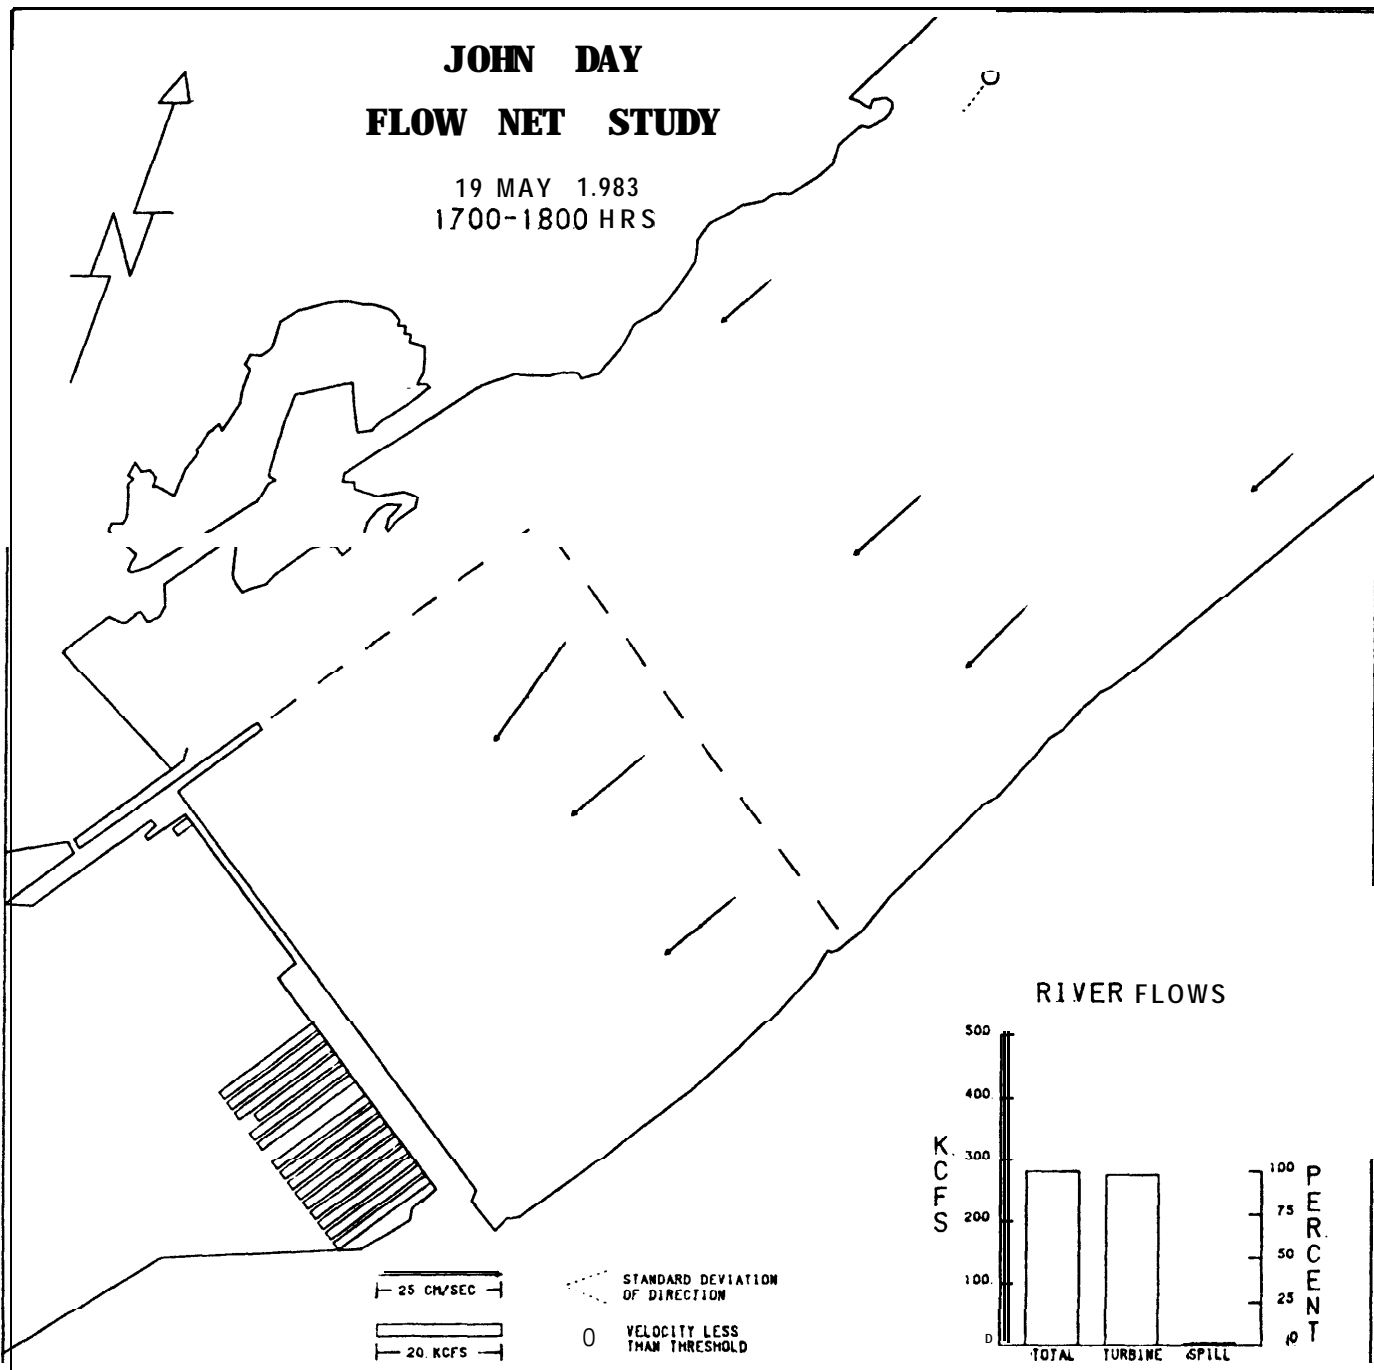 JOHN DAY
FLOW NET STUDY
19 MAY 1.983
1700-1800 HRS
RIVER FLOWS
500
400
300
200
100
D
KCFS
100
75
50
25
0
PERCENT
TOTAL TURBINE SPILL
25 CM/SEC
20 KCFS
STANDARD DEVIATION
OF DIRECTION
0 VELOCITY LESS
THAN THRESHOLD